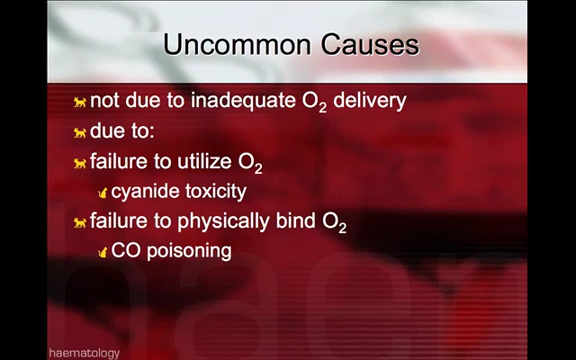 Uncommon Causes
not due to inadequate O₂ delivery
due to:
failure to utilize O₂
cyanide toxicity
failure to physically bind O₂
CO poisoning
haem
haematology